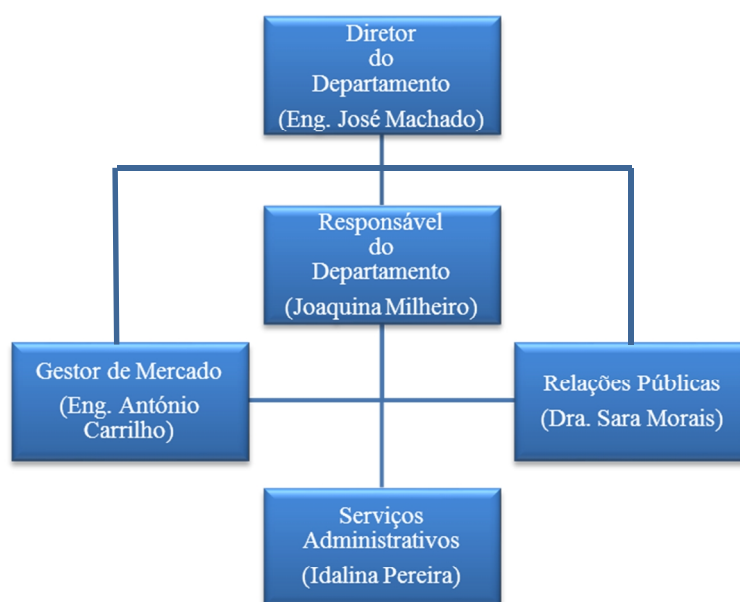 Diretor
do
Departamento
(Eng. José Machado)
Responsável
do
Departamento
(Joaquina Milheiro)
Gestor de Mercado
(Eng. António
Carrilho)
Relações Públicas
(Dra. Sara Morais)
Serviços
Administrativos
(Idalina Pereira)